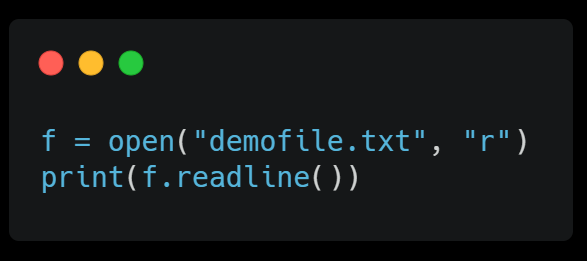 f = open("demofile.txt", "r")
print(f.readline())